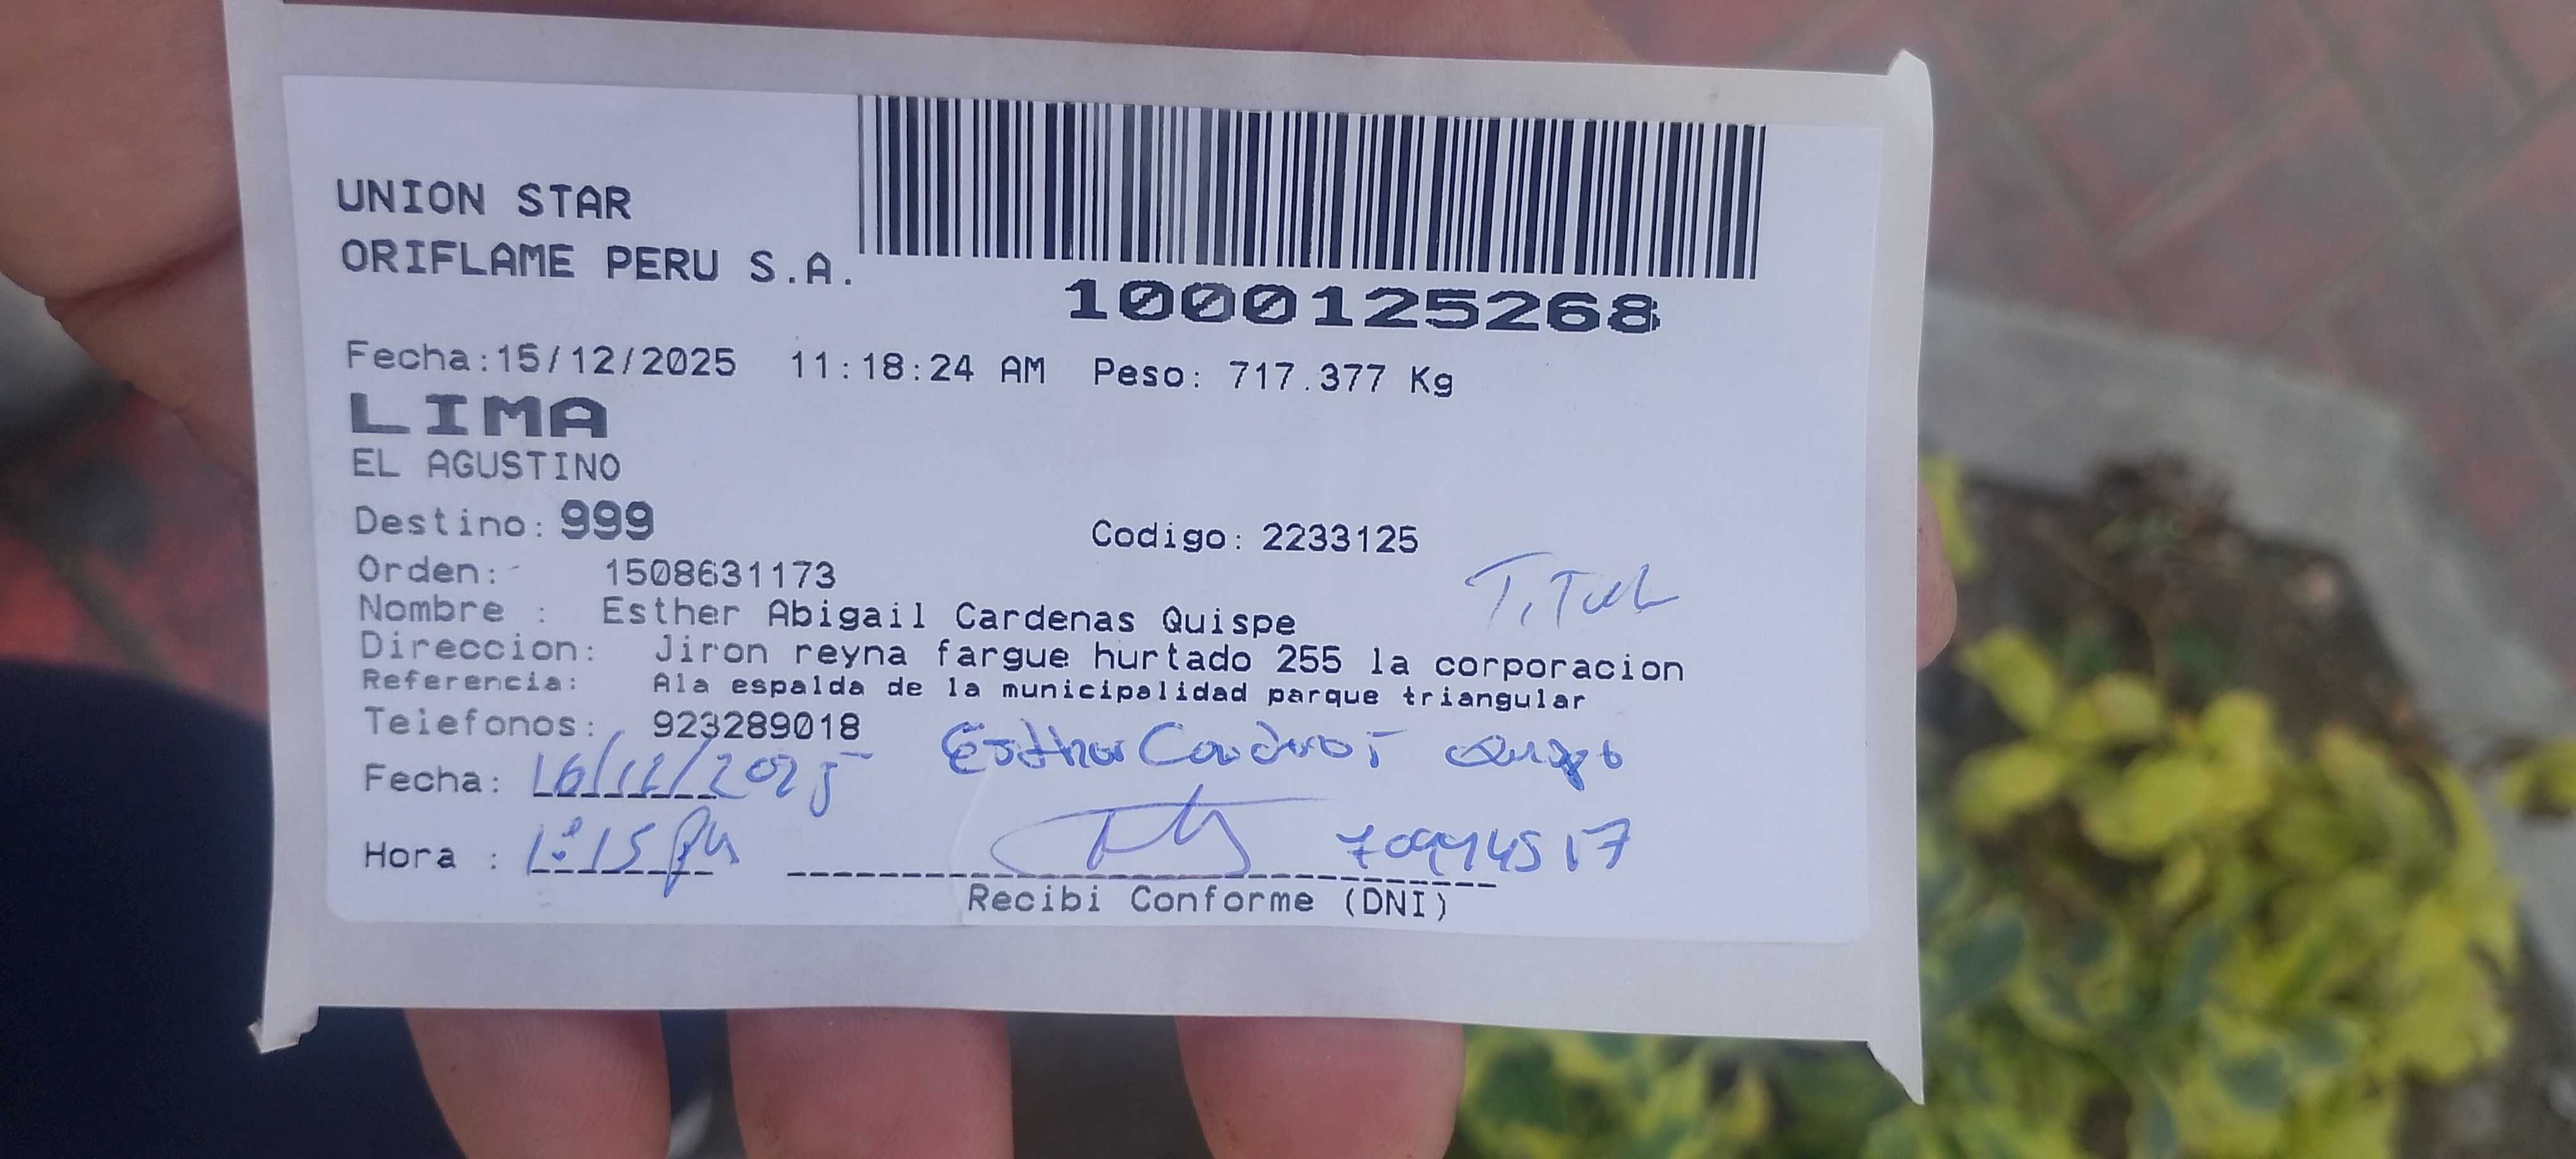 UNION STAR
ORIFLAME PERU S.A.
1000125268
Fecha:15/12/2025 11:18:24 AM Peso: 717.377 Kg
LIMA
EL AGUSTINO
Destino: 999
Codigo: 2233125
Orden: 1508631173
Nombre : Esther Abigail Cardenas Quispe
Direccion: Jiron reyna fargue hurtado 255 la corporacion
Referencia: Ala espalda de la municipalidad parque triangular
Telefonos: 923289018
Fecha: 16/12/2025
Hora : 1:15 PM
Recibi Conforme (DNI)